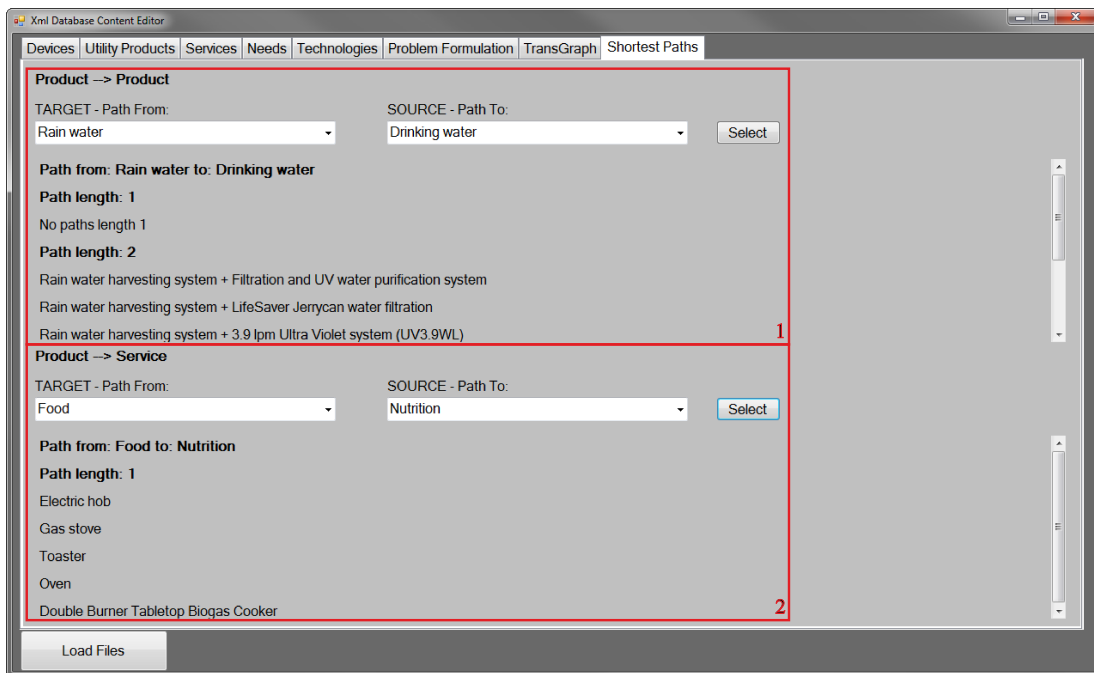 Xml Database Content Editor
Devices Utility Products Services Needs Technologies Problem Formulation TransGraph Shortest Paths
Product --> Product
TARGET - Path From: SOURCE - Path To:
Rain water Drinking water Select
Path from: Rain water to: Drinking water
Path length: 1
No paths length 1
Path length: 2
Rain water harvesting system + Filtration and UV water purification system
Rain water harvesting system + LifeSaver Jerrycan water filtration
Rain water harvesting system + 3.9 lpm Ultra Violet system (UV3.9WL) 1
Product --> Service
TARGET - Path From: SOURCE - Path To:
Food Nutrition Select
Path from: Food to: Nutrition
Path length: 1
Electric hob
Gas stove
Toaster
Oven
Double Burner Tabletop Biogas Cooker 2
Load Files